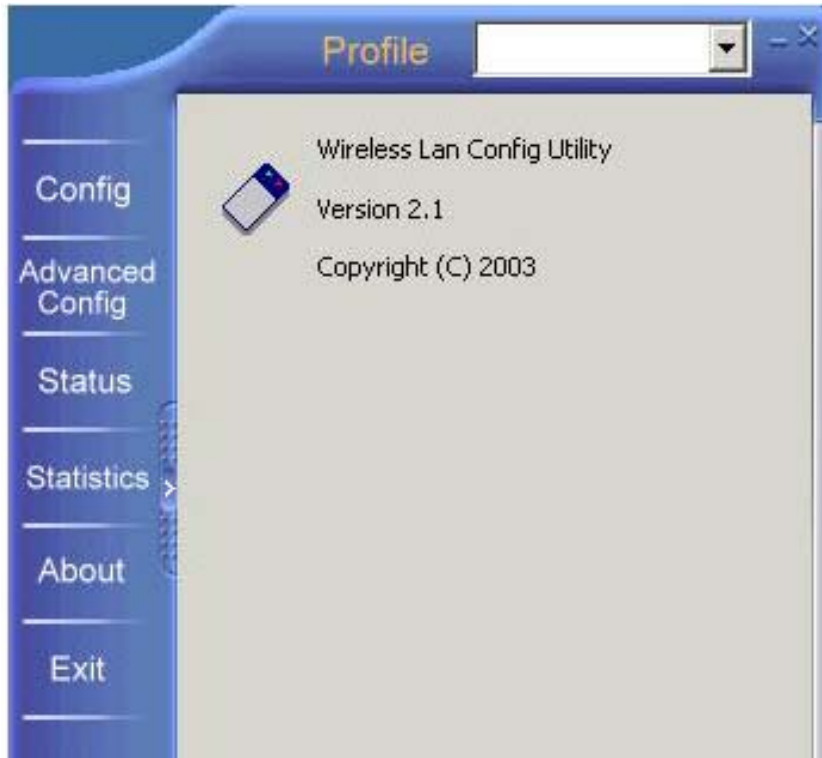 Profile
Config
Advanced
Config
Status
Statistics
About
Exit
Wireless Lan Config Utility
Version 2.1
Copyright (C) 2003